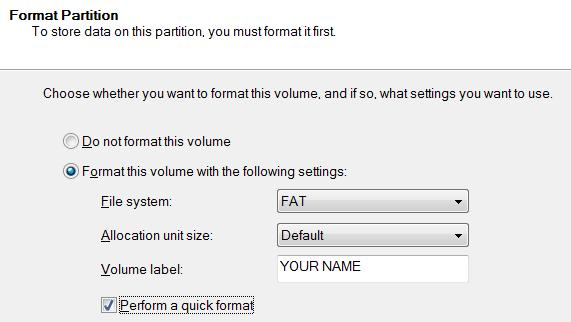 Format Partition
To store data on this partition, you must format it first.
Choose whether you want to format this volume, and if so, what settings you want to use.
Do not format this volume
Format this volume with the following settings:
File system: FAT
Allocation unit size: Default
Volume label: YOUR NAME
Perform a quick format